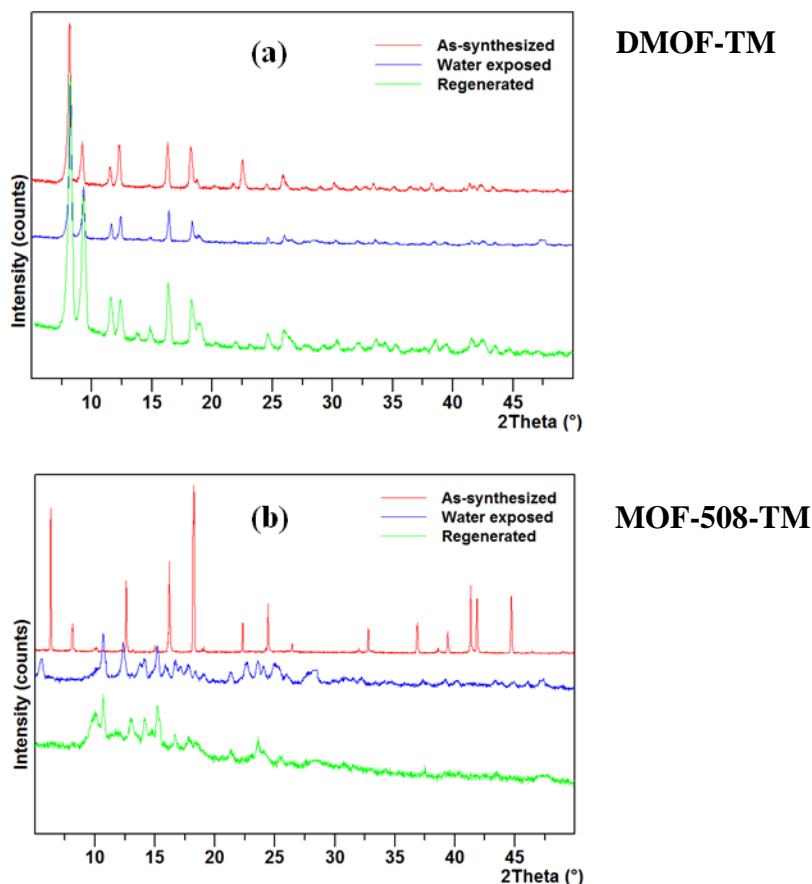 DMOF-TM
(a)
As-synthesized
Water exposed
Regenerated
Intensity (counts)
10 15 20 25 30 35 40 45
2Theta (°)
MOF-508-TM
(b)
As-synthesized
Water exposed
Regenerated
Intensity (counts)
10 15 20 25 30 35 40 45
2Theta (°)